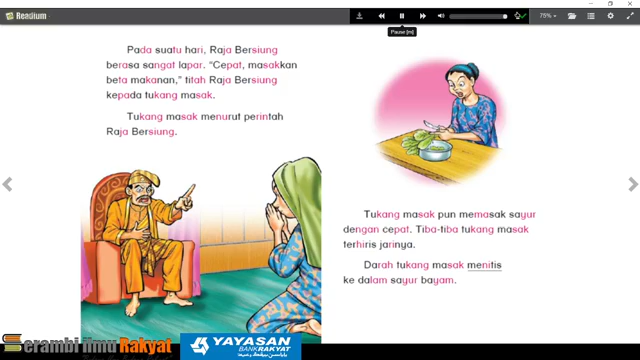 Readium
76%
Pause [m]
Pada suatu hari, Raja Bersiung
berasa sangat lapar. “Cepat, masakkan
beta makanan,” titah Raja Bersiung
kepada tukang masak.
Tukang masak menurut perintah
Raja Bersiung.
Tukang masak pun memasak sayur
dengan cepat. Tiba-tiba tukang masak
terhiris jarinya.
Darah tukang masak menitis
ke dalam sayur bayam.
Serambi ilmu Rakyat
YAYASAN
BANK RAKYAT